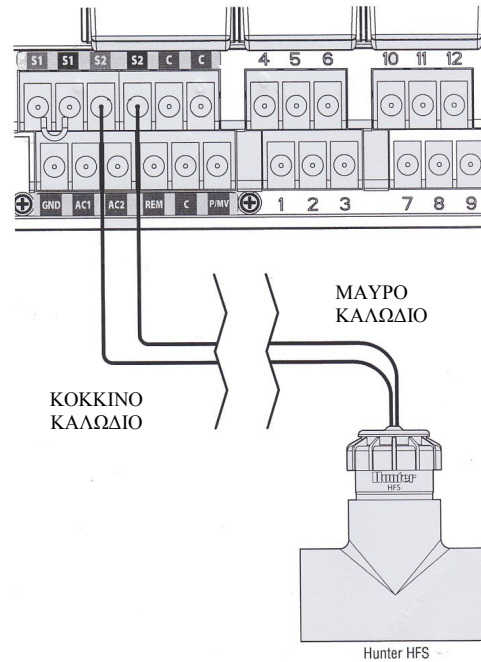 S1 S1 S2 S2 C C 4 5 6 10 11 12
GND AC1 AC2 REM C P/MV 1 2 3 7 8 9
ΜΑΥΡΟ
ΚΑΛΩΔΙΟ
ΚΟΚΚΙΝΟ
ΚΑΛΩΔΙΟ
Hunter
HFS
Hunter HFS